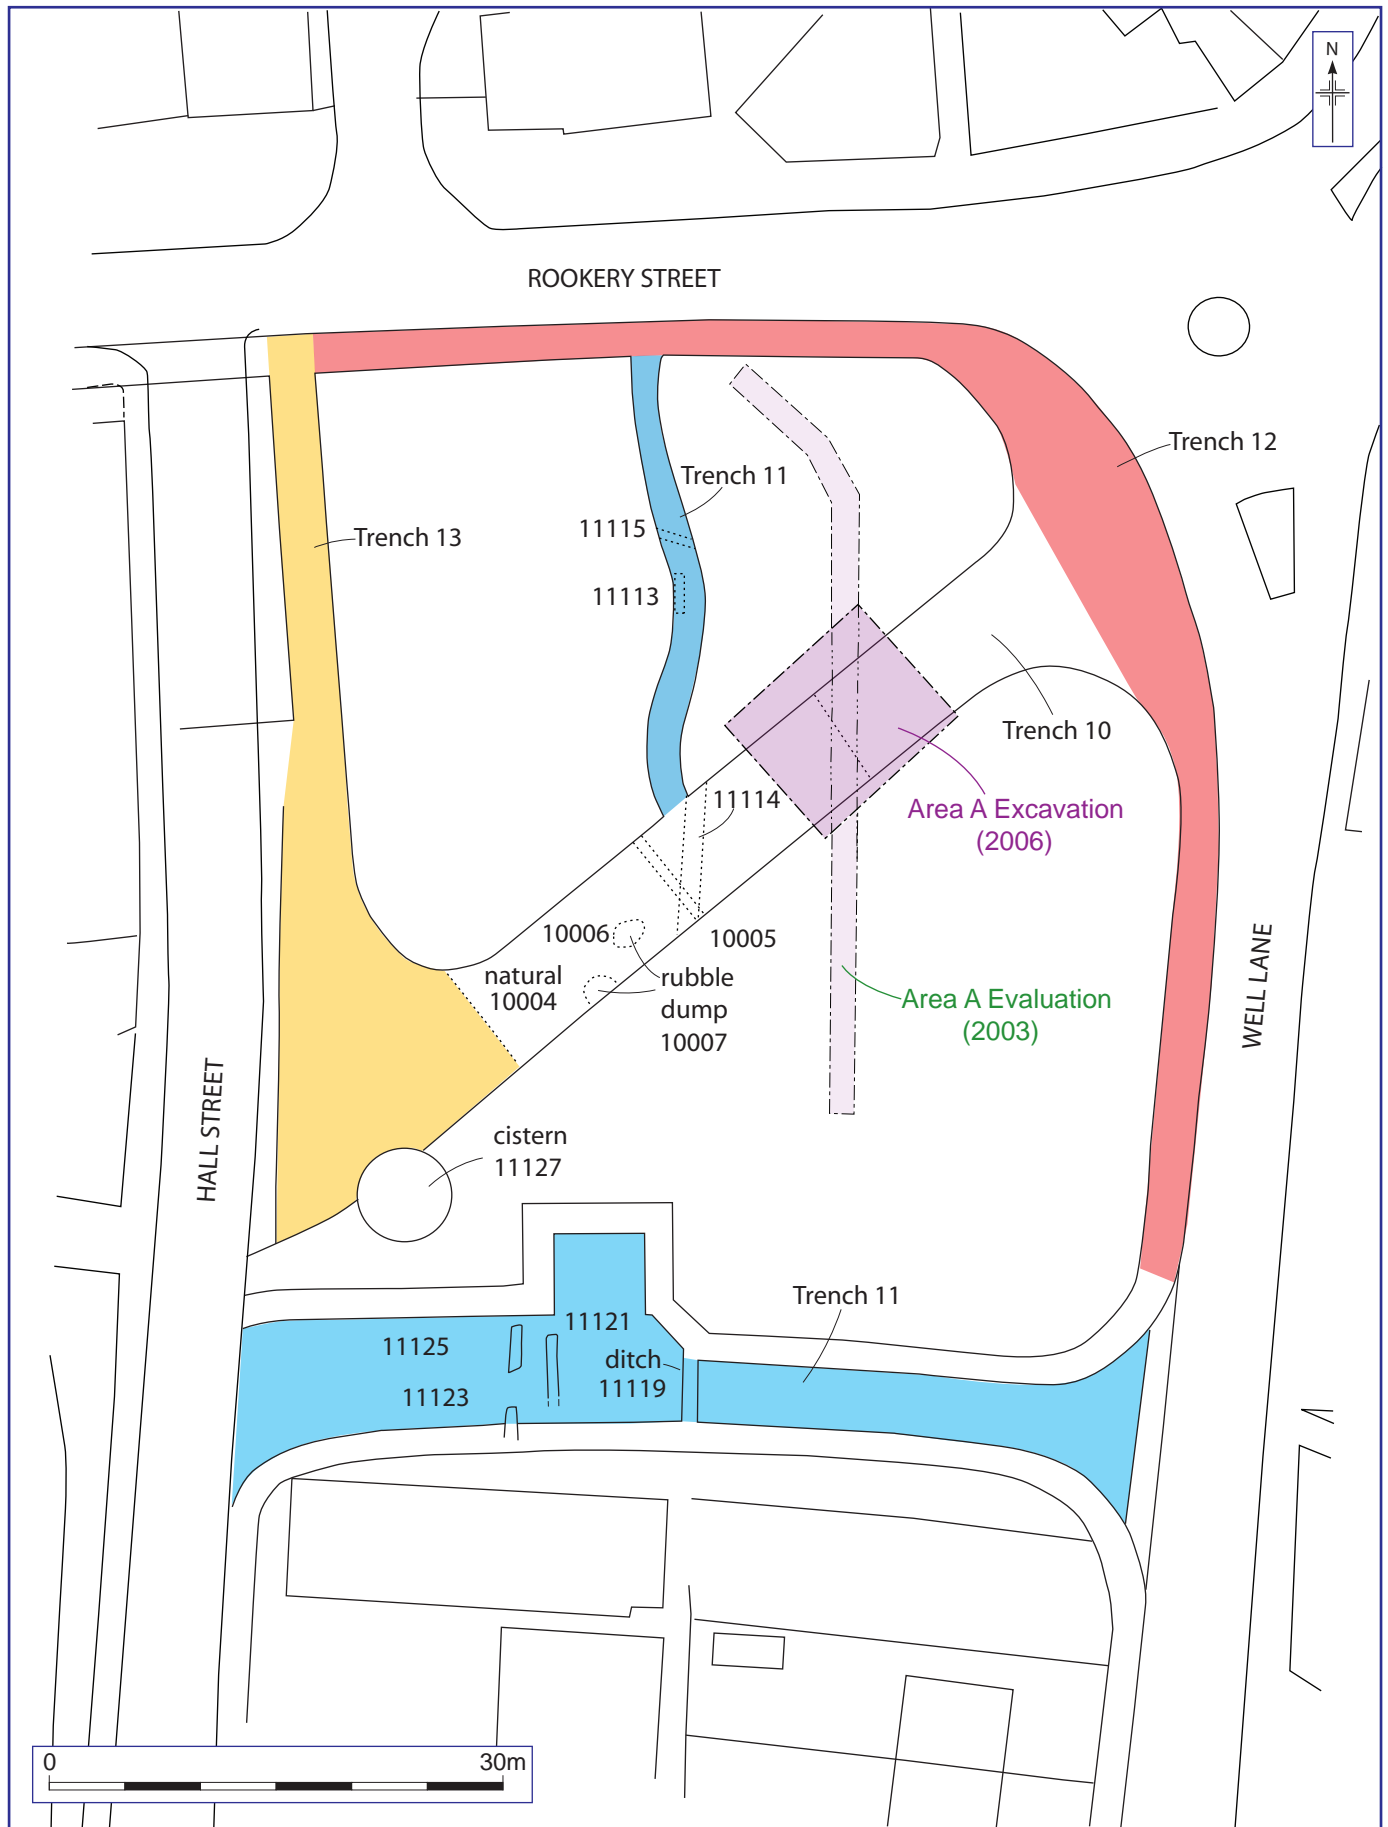 N
ROOKERY STREET
Trench 12
Trench 11
11115
Trench 13
11113
Trench 10
11114
Area A Excavation
(2006)
10006
10005
natural
10004
rubble
dump
10007
Area A Evaluation
(2003)
WELL LANE
HALL STREET
cistern
11127
Trench 11
11121
11125
ditch
11119
11123
0
30m